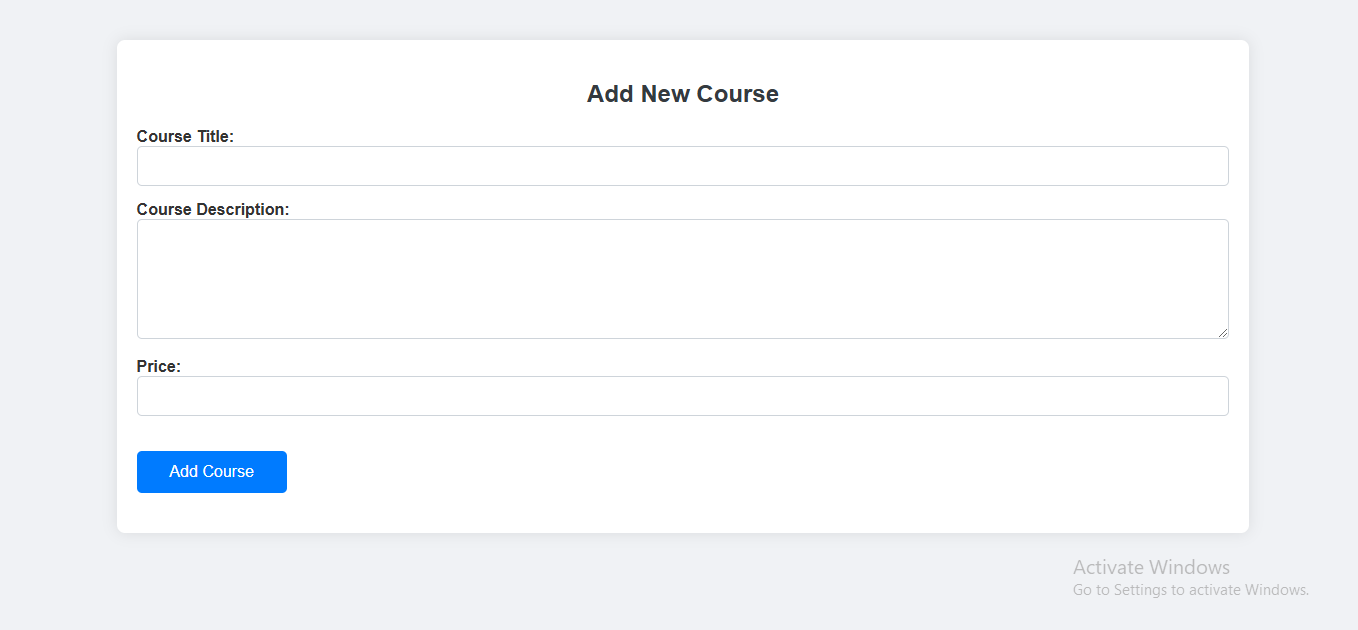 Add New Course
Course Title:
Course Description:
Price:
Add Course
Activate Windows
Go to Settings to activate Windows.